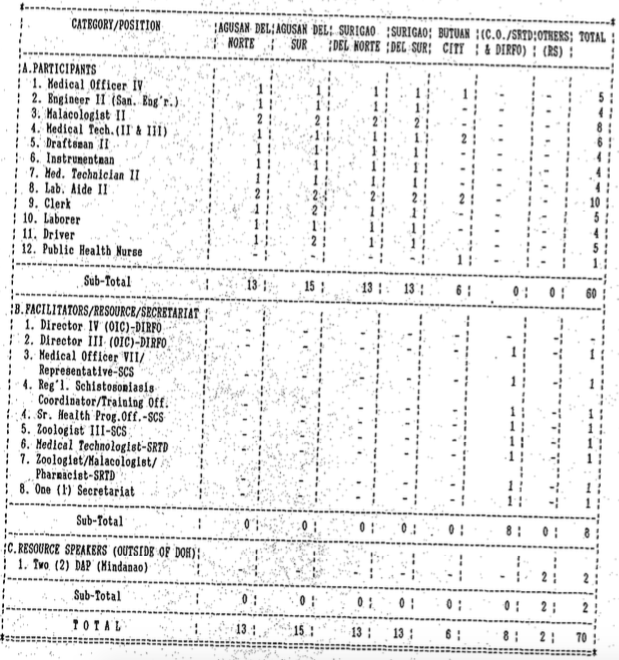 CATEGORY/POSITION ¦AGUSAN DEL NORTE ¦AGUSAN DEL SUR ¦SURIGAO DEL NORTE ¦SURIGAO DEL SUR ¦BUTUAN CITY ¦(C.O./SRTD & DIRFO) ¦OTHERS (RS) ¦TOTAL
¦A.PARTICIPANTS
1. Medical Officer IV 1 ¦ 1 ¦ 1 ¦ 1 ¦ 1 ¦ - ¦ - ¦ 5
2. Engineer II (San. Eng'r.) 1 ¦ 1 ¦ 1 ¦ 1 ¦ - ¦ - ¦ - ¦ 4
3. Malacologist II 2 ¦ 2 ¦ 2 ¦ 2 ¦ - ¦ - ¦ - ¦ 8
4. Medical Tech.(II & III) 1 ¦ 1 ¦ 1 ¦ 1 ¦ 2 ¦ - ¦ - ¦ 6
5. Draftsman II 1 ¦ 1 ¦ 1 ¦ 1 ¦ - ¦ - ¦ - ¦ 4
6. Instrumentman 1 ¦ 1 ¦ 1 ¦ 1 ¦ - ¦ - ¦ - ¦ 4
7. Med. Technician II 1 ¦ 1 ¦ 1 ¦ 1 ¦ - ¦ - ¦ - ¦ 4
8. Lab. Aide II 2 ¦ 2 ¦ 2 ¦ 2 ¦ 2 ¦ - ¦ - ¦ 10
9. Clerk 1 ¦ 2 ¦ 1 ¦ 1 ¦ - ¦ - ¦ - ¦ 5
10. Laborer 1 ¦ 1 ¦ 1 ¦ 1 ¦ - ¦ - ¦ - ¦ 4
11. Driver 1 ¦ 2 ¦ 1 ¦ 1 ¦ - ¦ - ¦ - ¦ 5
12. Public Health Nurse - ¦ - ¦ - ¦ - ¦ 1 ¦ - ¦ - ¦ 1
Sub-Total ¦ 13 ¦ 15 ¦ 13 ¦ 13 ¦ 6 ¦ 0 ¦ 0 ¦ 60
¦B.FACILITATORS/RESOURCE/SECRETARIAT
1. Director IV (OIC)-DIRFO - ¦ - ¦ - ¦ - ¦ - ¦ - ¦ - ¦ -
2. Director III (OIC)-DIRFO - ¦ - ¦ - ¦ - ¦ - ¦ 1 ¦ - ¦ 1
3. Medical Officer VII/
Representative-SCS - ¦ - ¦ - ¦ - ¦ - ¦ 1 ¦ - ¦ 1
4. Reg'l. Schistosomiasis
Coordinator/Training Off. - ¦ - ¦ - ¦ - ¦ - ¦ 1 ¦ - ¦ 1
4. Sr. Health Prog.Off.-SCS - ¦ - ¦ - ¦ - ¦ - ¦ 1 ¦ - ¦ 1
5. Zoologist III-SCS - ¦ - ¦ - ¦ - ¦ - ¦ 1 ¦ - ¦ 1
6. Medical Technologist-SRTD - ¦ - ¦ - ¦ - ¦ - ¦ 1 ¦ - ¦ 1
7. Zoologist/Malacologist/
Pharmacist-SRTD - ¦ - ¦ - ¦ - ¦ - ¦ 1 ¦ - ¦ 1
8. One (1) Secretariat - ¦ - ¦ - ¦ - ¦ - ¦ 1 ¦ - ¦ 1
Sub-Total ¦ 0 ¦ 0 ¦ 0 ¦ 0 ¦ 0 ¦ 8 ¦ 0 ¦ 8
¦C.RESOURCE SPEAKERS (OUTSIDE OF DOH)¦
1. Two (2) DAP (Mindanao) - ¦ - ¦ - ¦ - ¦ - ¦ - ¦ 2 ¦ 2
Sub-Total ¦ 0 ¦ 0 ¦ 0 ¦ 0 ¦ 0 ¦ 0 ¦ 2 ¦ 2
T O T A L ¦ 13 ¦ 15 ¦ 13 ¦ 13 ¦ 6 ¦ 8 ¦ 2 ¦ 70